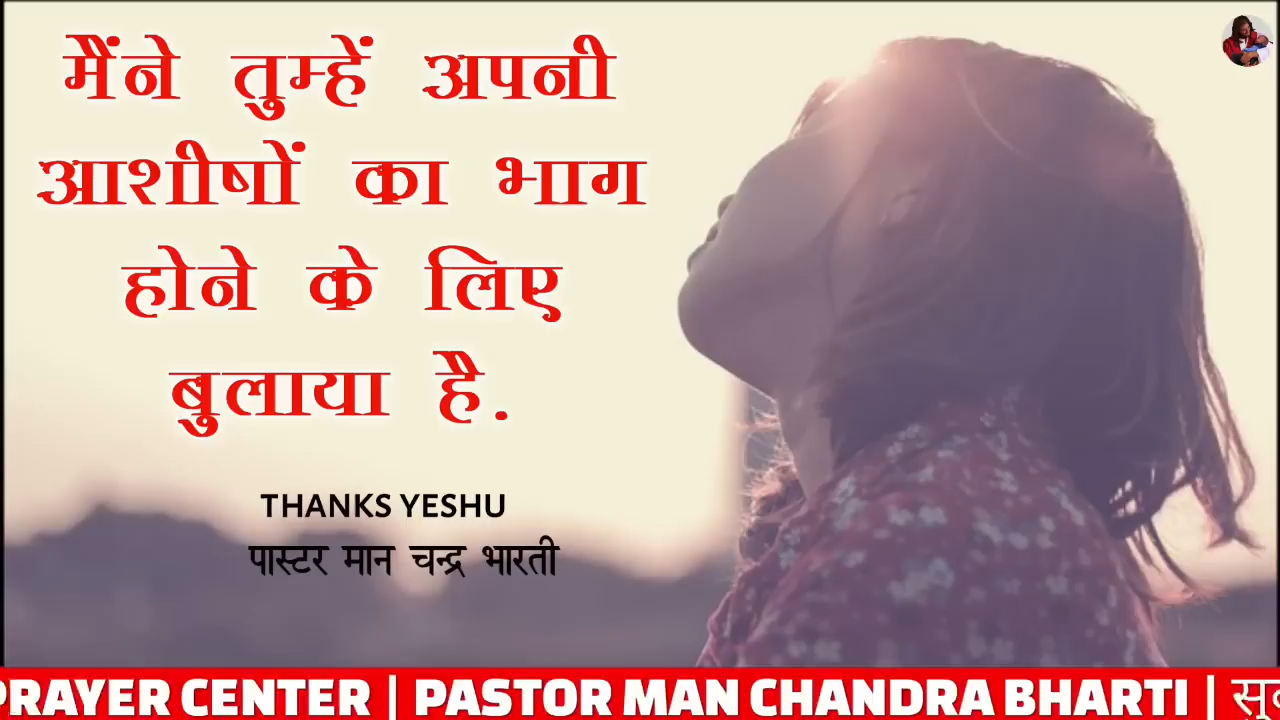 मैंने तुम्हें अपनी
आशीषों का भाग
होने के लिए
बुलाया है.
THANKS YESHU
पास्टर मान चन्द्र भारती
PRAYER CENTER | PASTOR MAN CHANDRA BHARTI |